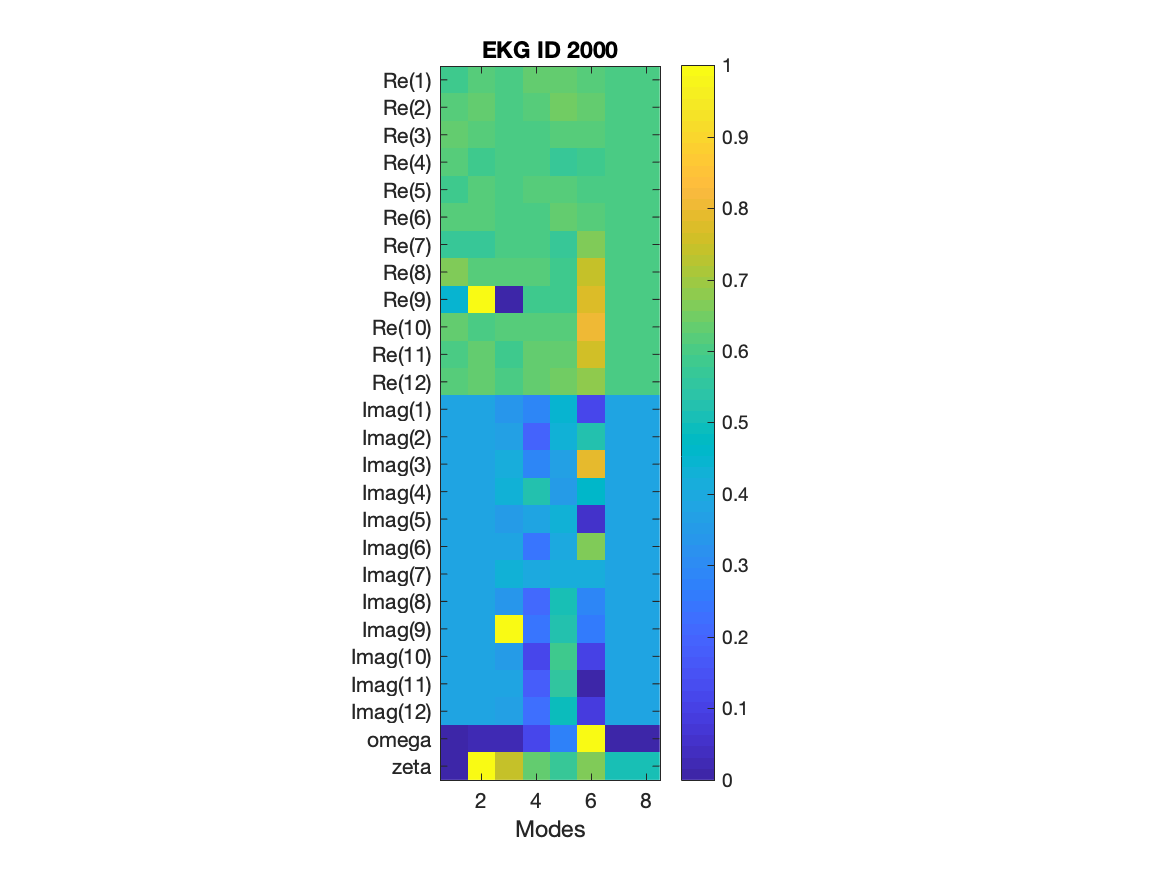 EKG ID 2000
Re(1)
Re(2)
Re(3)
Re(4)
Re(5)
Re(6)
Re(7)
Re(8)
Re(9)
Re(10)
Re(11)
Re(12)
Imag(1)
Imag(2)
Imag(3)
Imag(4)
Imag(5)
Imag(6)
Imag(7)
Imag(8)
Imag(9)
Imag(10)
Imag(11)
Imag(12)
omega
zeta
2 4 6 8
Modes
1
0.9
0.8
0.7
0.6
0.5
0.4
0.3
0.2
0.1
0